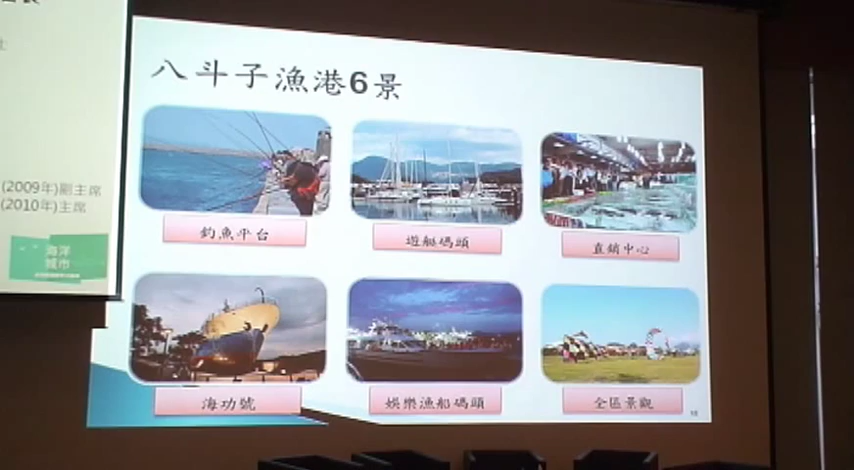 (2009年)副主席
(2010年)主席
海洋
城市
八斗子漁港6景
釣魚平台
遊艇碼頭
直銷中心
海功號
娛樂漁船碼頭
全區景觀